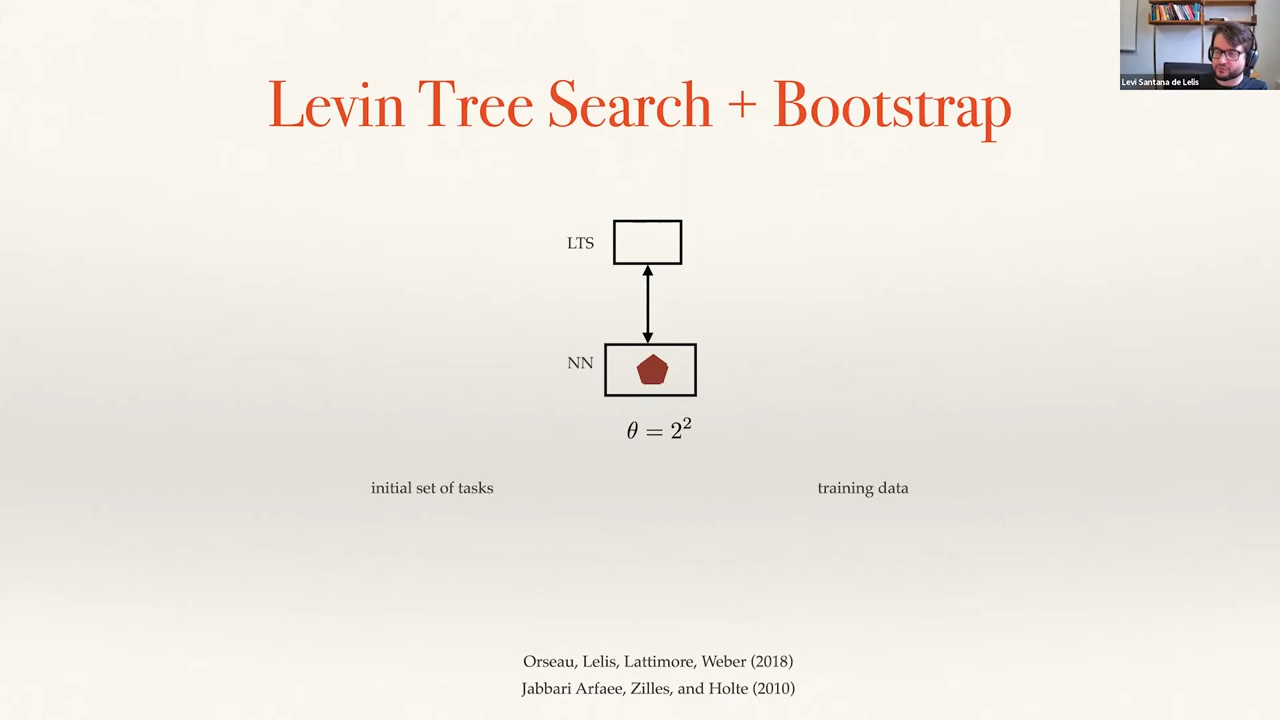 Levi Santana de Lelis
Levin Tree Search + Bootstrap
LTS
NN
θ = 2²
initial set of tasks
training data
Orseau, Lelis, Lattimore, Weber (2018)
Jabbari Arfaee, Zilles, and Holte (2010)